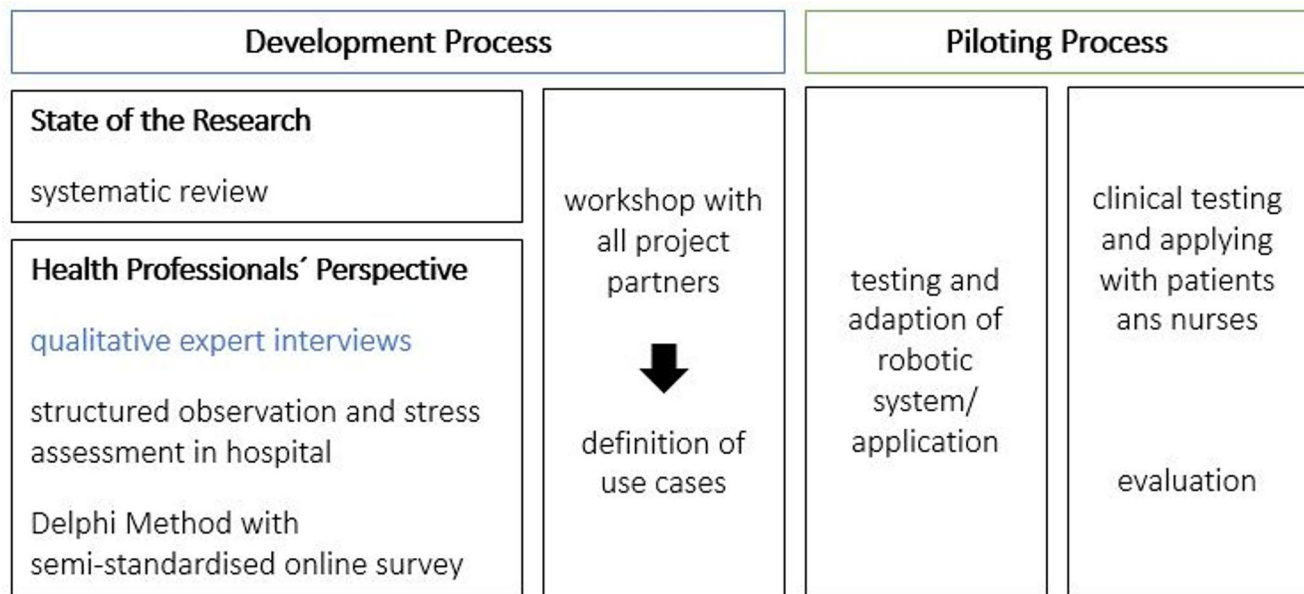 Development Process
Piloting Process
State of the Research
systematic review
Health Professionals´ Perspective
qualitative expert interviews
structured observation and stress
assessment in hospital
Delphi Method with
semi-standardised online survey
workshop with
all project
partners
definition of
use cases
testing and
adaption of
robotic
system/
application
clinical testing
and applying
with patients
ans nurses
evaluation